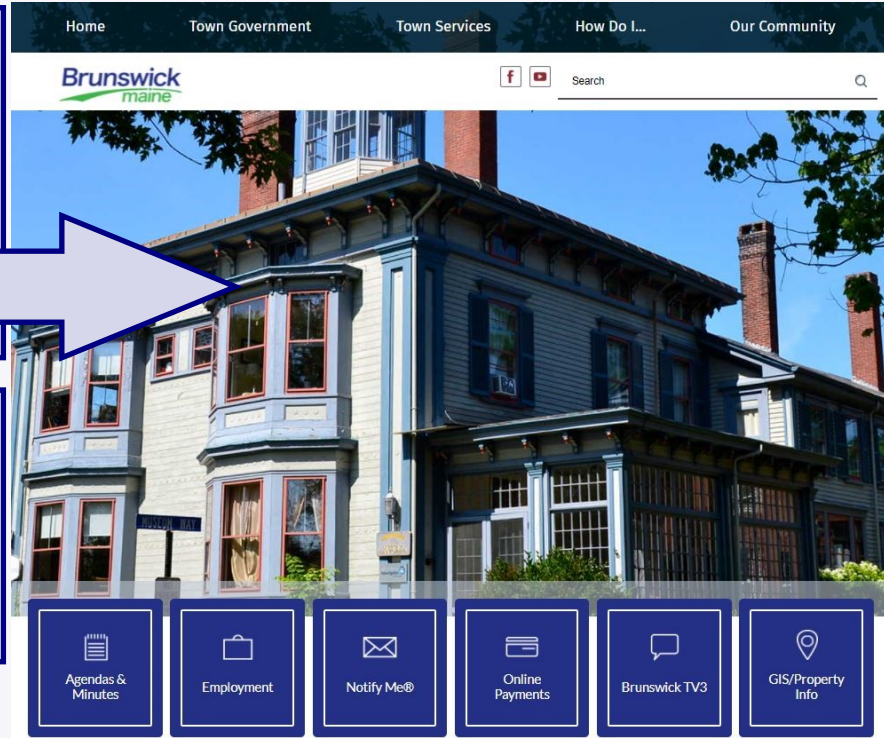 Home Town Government Town Services How Do I... Our Community
Brunswick
maine
f
Search
MUSEUM WAY
Agendas &
Minutes
Employment
Notify Me®
Online
Payments
Brunswick TV3
GIS/Property
Info